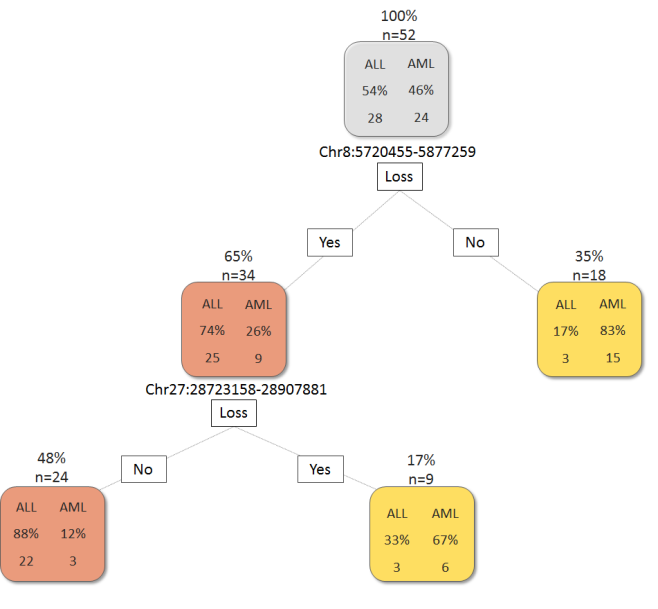 100%
n=52
ALL AML
54% 46%
28 24
Chr8:5720455-5877259
Loss
Yes No
65%
n=34
ALL AML
74% 26%
25 9
35%
n=18
ALL AML
17% 83%
3 15
Chr27:28723158-28907881
Loss
No Yes
48%
n=24
ALL AML
88% 12%
22 3
17%
n=9
ALL AML
33% 67%
3 6